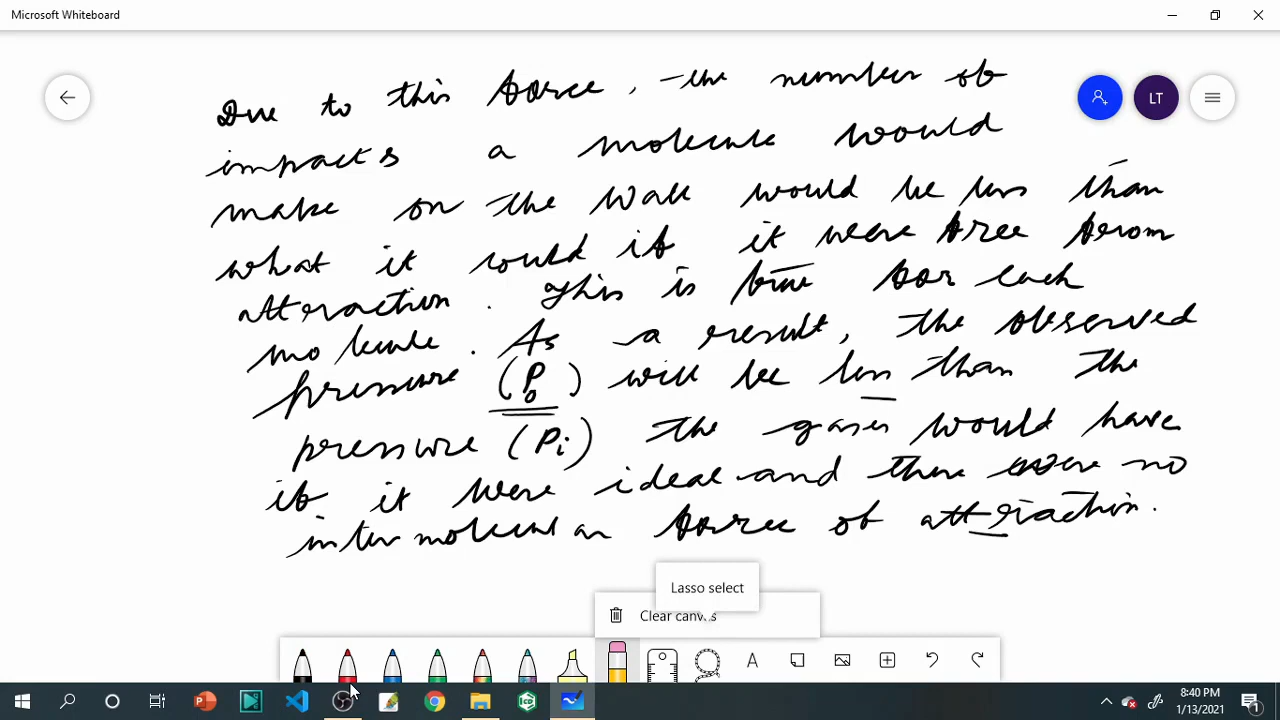 Microsoft Whiteboard
LT
Due to this force, the number of
impacts a molecule would
make on the wall would be less than
what it could if it were free from
attraction. This is true for each
molecule. As a result, the observed
pressure (P0) will be less than the
pressure (Pi) the gases would have
if it were ideal and there were no
intermolecular force of attraction.
Lasso select
Clear canvas
A
8:40 PM
1/13/2021